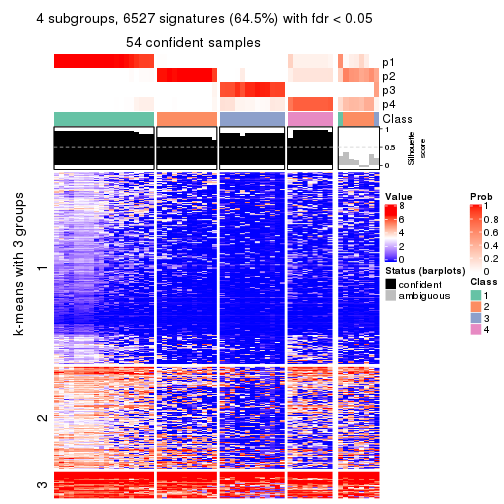 4 subgroups, 6527 signatures (64.5%) with fdr < 0.05
54 confident samples
p1
p2
p3
p4
Class
1
0.5
0
Silhouette
score
k-means with 3 groups
1
2
3
Value
8
6
4
2
0
Status (barplots)
confident
ambiguous
Prob
1
0.8
0.6
0.4
0.2
0
Class
1
2
3
4